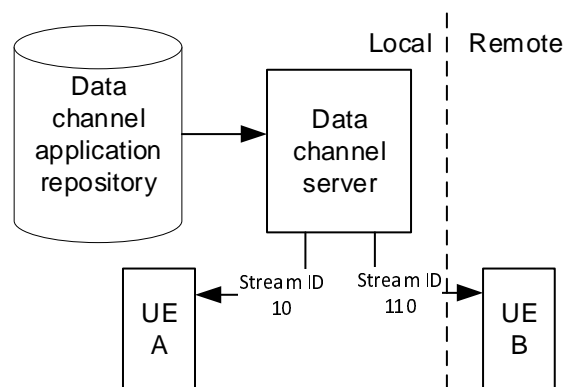 Local
Remote
Data
channel
application
repository
Data
channel
server
Stream ID
10
Stream ID
110
UE
A
UE
B